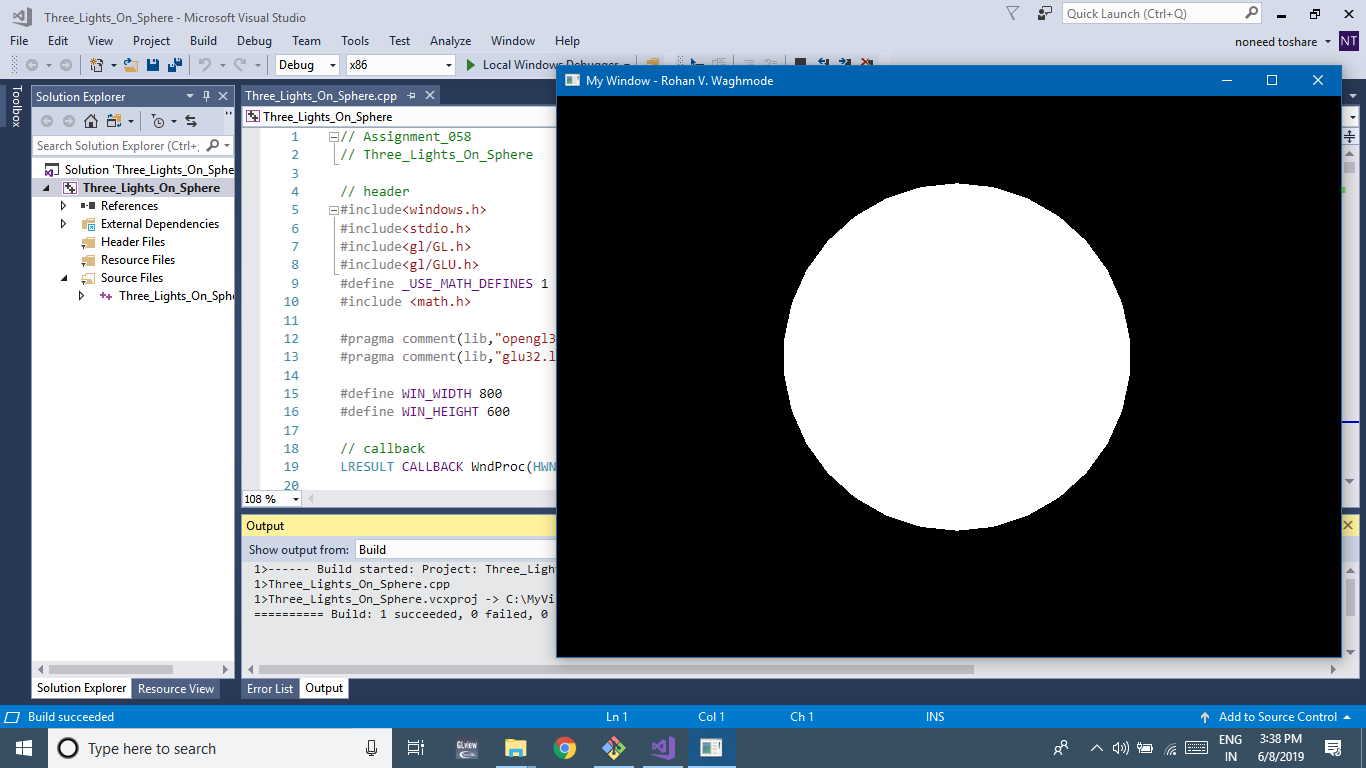 Three_Lights_On_Sphere - Microsoft Visual Studio
Quick Launch (Ctrl+Q)
File Edit View Project Build Debug Team Tools Test Analyze Window Help
noneed toshare NT
Debug x86 Local Windows Debugger
My Window - Rohan V. Waghmode
Toolbox
Solution Explorer
Search Solution Explorer (Ctrl+;
Solution 'Three_Lights_On_Sphe
Three_Lights_On_Sphere
References
External Dependencies
Header Files
Resource Files
Source Files
Three_Lights_On_Sphe
Solution Explorer Resource View
Three_Lights_On_Sphere.cpp
Three_Lights_On_Sphere
1 // Assignment_058
2 // Three_Lights_On_Sphere
3
4 // header
5 #include<windows.h>
6 #include<stdio.h>
7 #include<gl/GL.h>
8 #include<gl/GLU.h>
9 #define _USE_MATH_DEFINES 1
10 #include <math.h>
11
12 #pragma comment(lib,"opengl3
13 #pragma comment(lib,"glu32.l
14
15 #define WIN_WIDTH 800
16 #define WIN_HEIGHT 600
17
18 // callback
19 LRESULT CALLBACK WndProc(HWN
20
108 %
Output
Show output from: Build
1>------ Build started: Project: Three_Ligh
1>Three_Lights_On_Sphere.cpp
1>Three_Lights_On_Sphere.vcxproj -> C:\MyVi
========== Build: 1 succeeded, 0 failed, 0
Error List Output
Build succeeded Ln 1 Col 1 Ch 1 INS Add to Source Control
Type here to search
GLview
ENG
IN
3:38 PM
6/8/2019